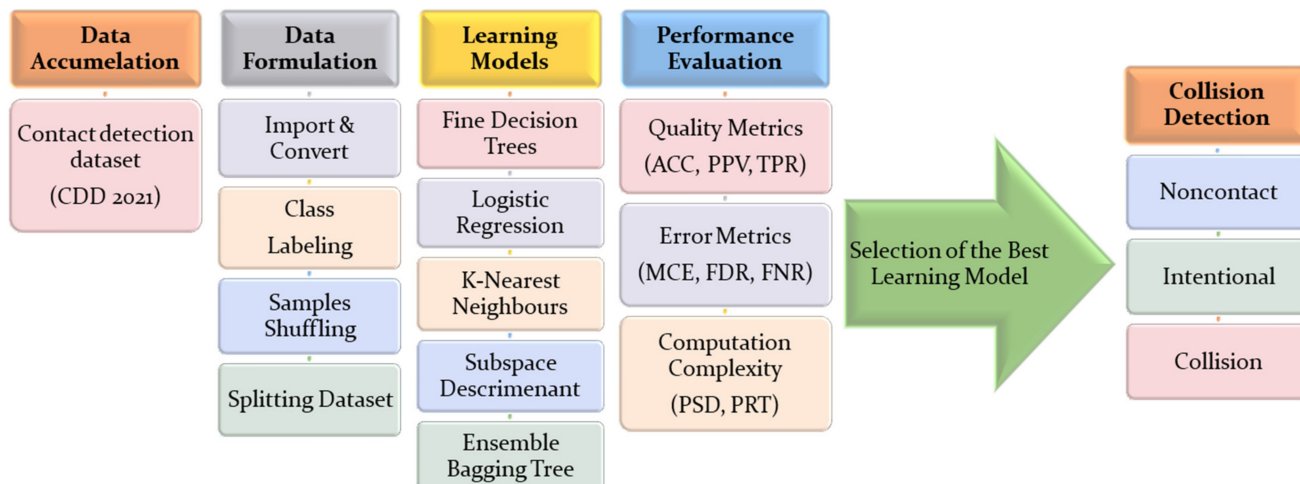 Data
Accumelation
Contact detection
dataset
(CDD 2021)
Data
Formulation
Import &
Convert
Class
Labeling
Samples
Shuffling
Splitting Dataset
Learning
Models
Fine Decision
Trees
Logistic
Regression
K-Nearest
Neighbours
Subspace
Descrimenant
Ensemble
Bagging Tree
Performance
Evaluation
Quality Metrics
(ACC, PPV, TPR)
Error Metrics
(MCE, FDR, FNR)
Computation
Complexity
(PSD, PRT)
Selection of the Best
Learning Model
Collision
Detection
Noncontact
Intentional
Collision